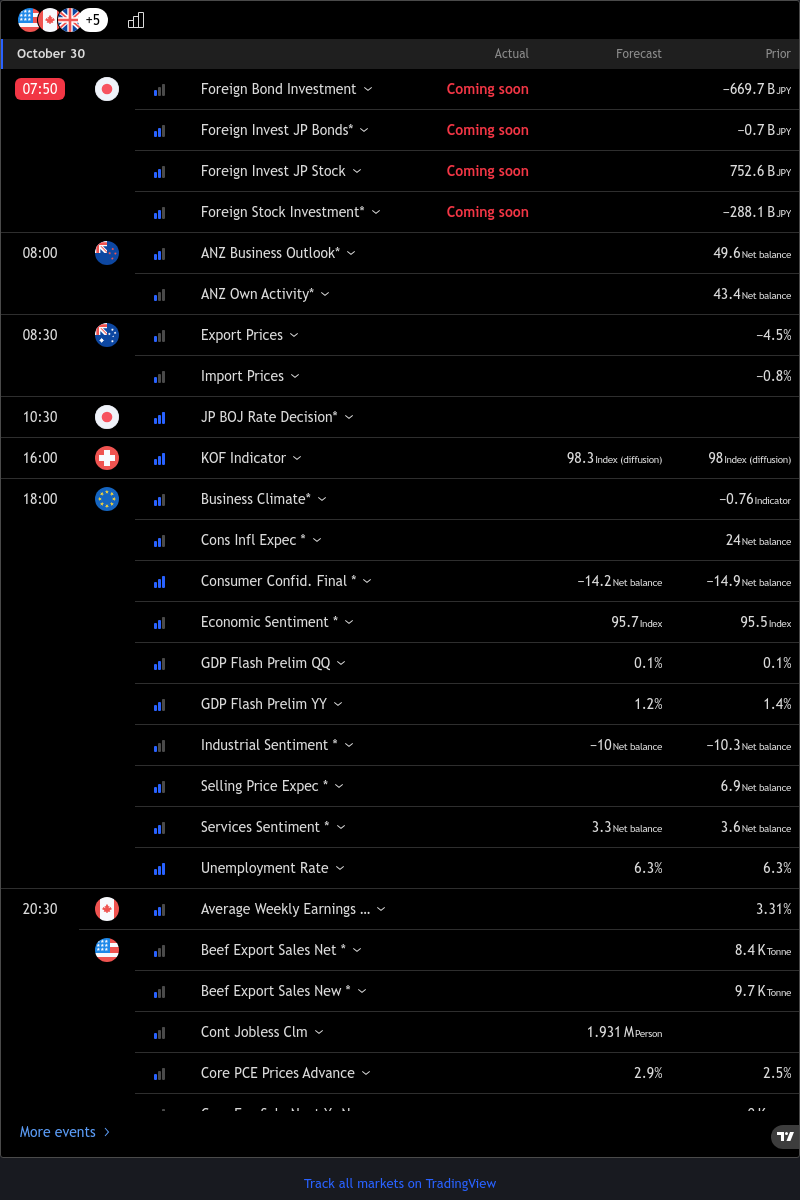 +5
October 30 Actual Forecast Prior
07:50 Foreign Bond Investment Coming soon −669.7 B JPY
Foreign Invest JP Bonds* Coming soon −0.7 B JPY
Foreign Invest JP Stock Coming soon 752.6 B JPY
Foreign Stock Investment* Coming soon −288.1 B JPY
08:00 ANZ Business Outlook* 49.6 Net balance
ANZ Own Activity* 43.4 Net balance
08:30 Export Prices −4.5%
Import Prices −0.8%
10:30 JP BOJ Rate Decision*
16:00 KOF Indicator 98.3 Index (diffusion) 98 Index (diffusion)
18:00 Business Climate* −0.76 Indicator
Cons Infl Expec * 24 Net balance
Consumer Confid. Final * −14.2 Net balance −14.9 Net balance
Economic Sentiment * 95.7 Index 95.5 Index
GDP Flash Prelim QQ 0.1% 0.1%
GDP Flash Prelim YY 1.2% 1.4%
Industrial Sentiment * −10 Net balance −10.3 Net balance
Selling Price Expec * 6.9 Net balance
Services Sentiment * 3.3 Net balance 3.6 Net balance
Unemployment Rate 6.3% 6.3%
20:30 Average Weekly Earnings ... 3.31%
Beef Export Sales Net * 8.4 K Tonne
Beef Export Sales New * 9.7 K Tonne
Cont Jobless Clm 1.931 M Person
Core PCE Prices Advance 2.9% 2.5%
More events
Track all markets on TradingView